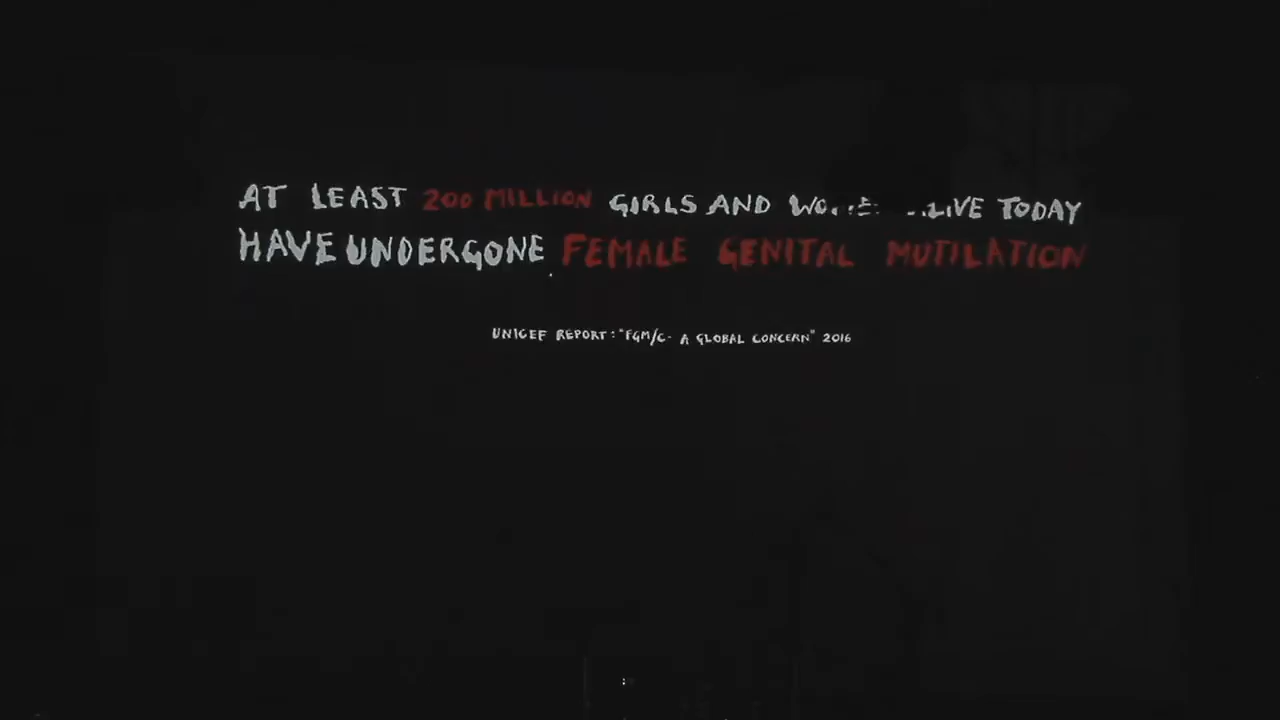 AT LEAST 200 MILLION GIRLS AND TODAY
HAVE UNDERGONE FEMALE GENITAL MUTILATION
UNICEF REPORT: "FGM/C- A GLOBAL CONCERN" 2016